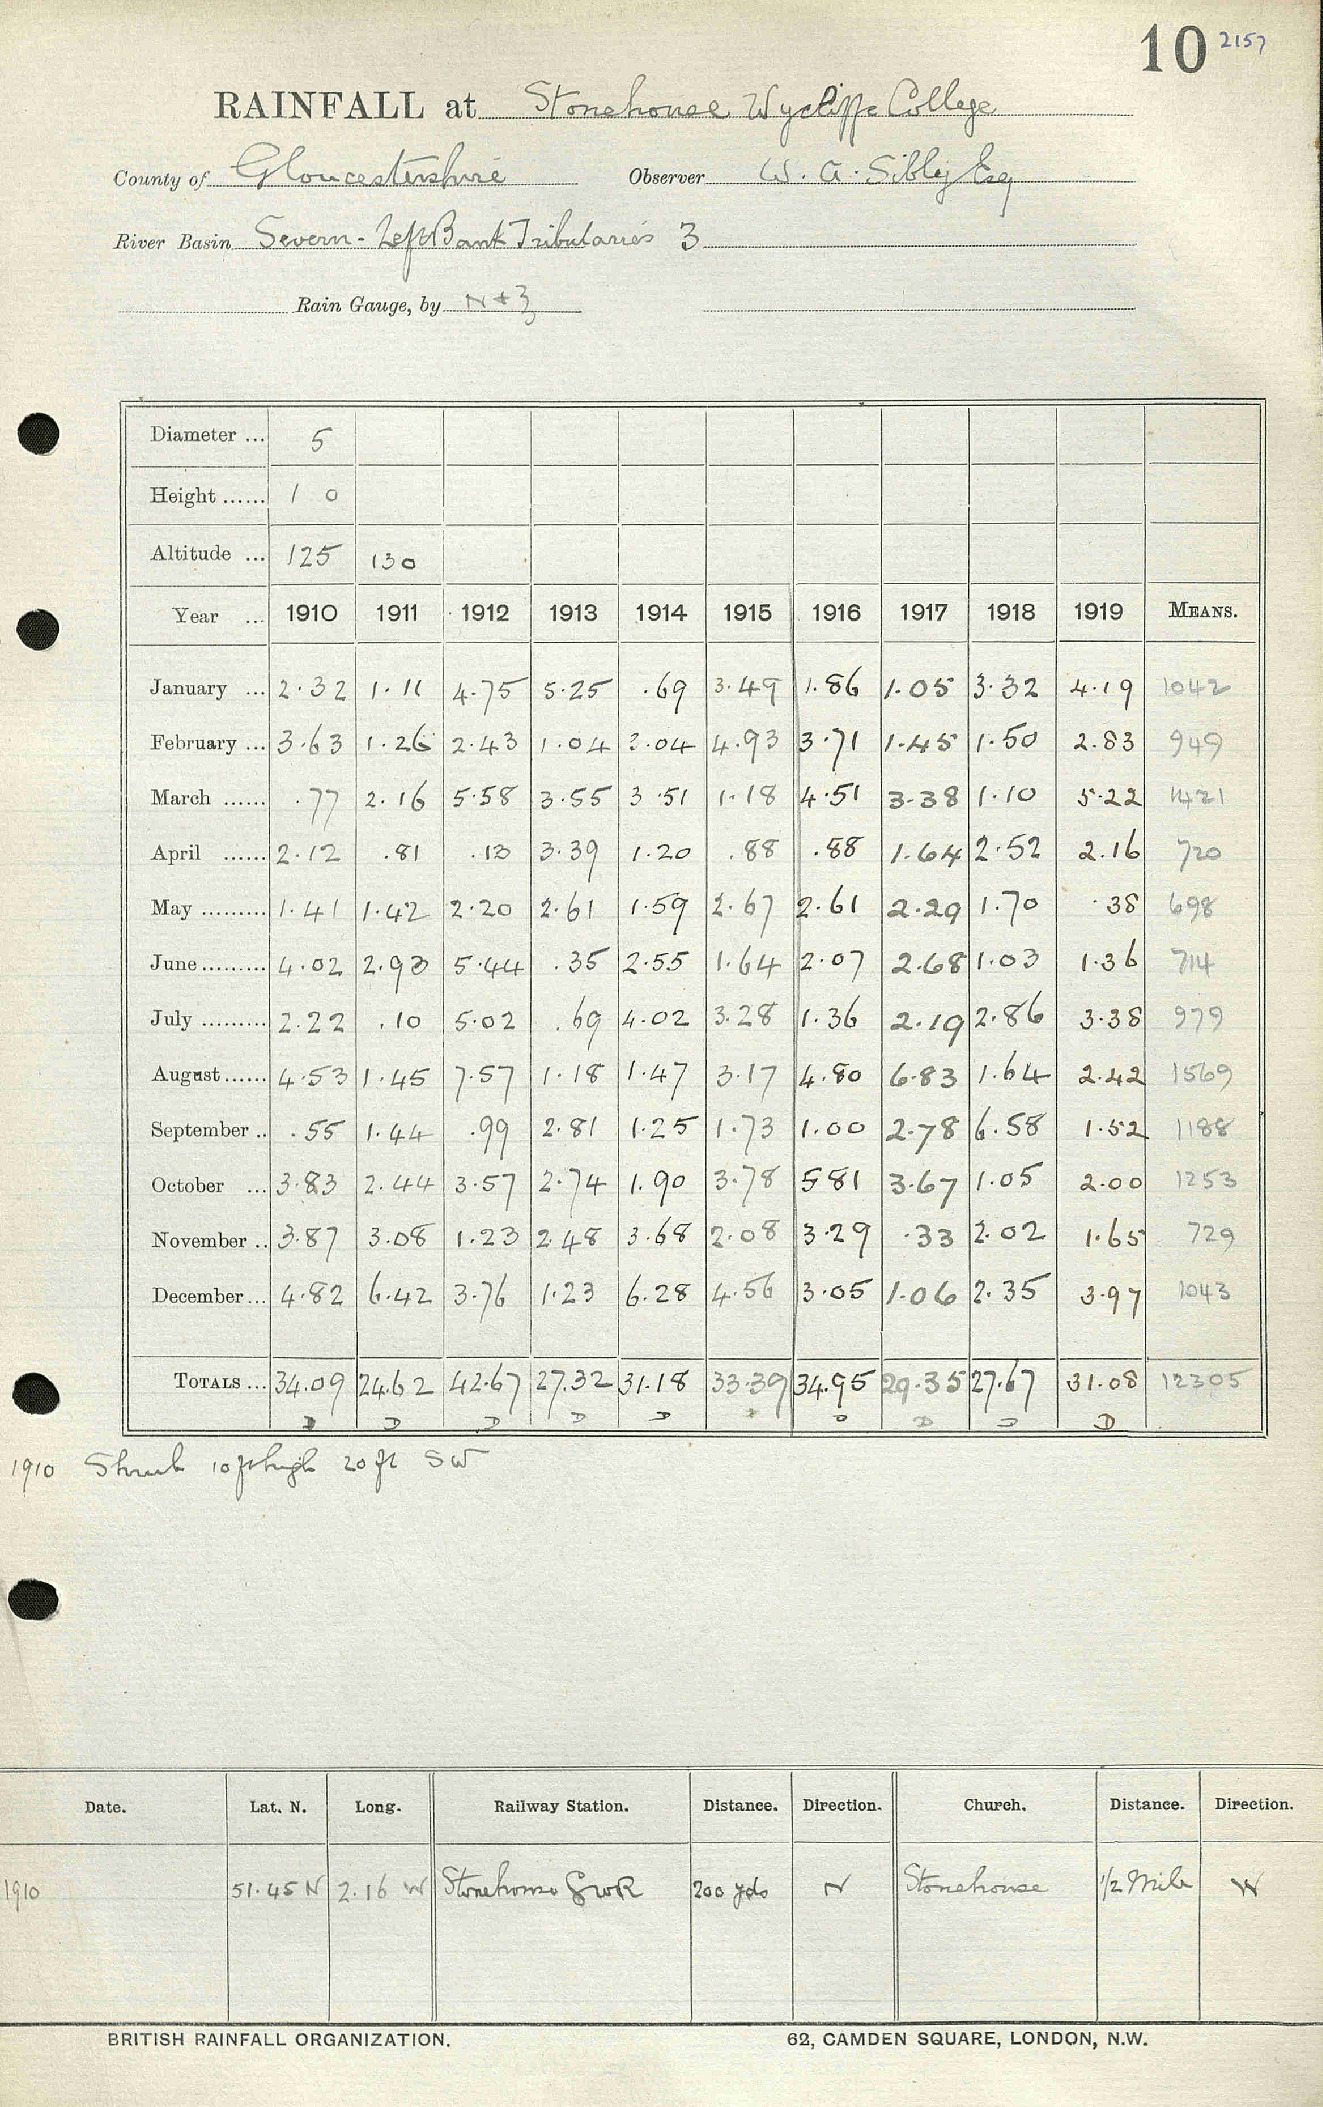 10 2157
RAINFALL at Stonehouse Wycliffe College
County of Gloucestershire Observer W. A. Sibly Esq
River Basin Severn - Left Bank Tributaries 3
Rain Gauge, by N + Z
Diameter ... 5
Height ...... 1 0
Altitude ... 125 130
Year ... 1910 1911 1912 1913 1914 1915 1916 1917 1918 1919 MEANS.
January ... 2.32 1.11 4.75 5.25 .69 3.49 1.86 1.05 3.32 4.19 1042
February ... 3.63 1.26 2.43 1.04 3.04 4.93 3.71 1.45 1.50 2.83 949
March ...... .77 2.16 5.58 3.55 3.51 1.18 4.51 3.38 1.10 5.22 1421
April ...... 2.12 .81 .13 3.39 1.20 .88 .88 1.64 2.52 2.16 720
May ......... 1.41 1.42 2.20 2.61 1.59 2.67 2.61 2.29 1.70 .38 698
June ......... 4.02 2.93 5.44 .35 2.55 1.64 2.07 2.68 1.03 1.36 714
July ......... 2.22 .10 5.02 .69 4.02 3.28 1.36 2.19 2.86 3.38 979
August ...... 4.53 1.45 7.57 1.18 1.47 3.17 4.80 6.83 1.64 2.42 1569
September .. .55 1.44 .99 2.81 1.25 1.73 1.00 2.78 6.58 1.52 1188
October ... 3.83 2.44 3.57 2.74 1.90 3.78 5.81 3.67 1.05 2.00 1253
November .. 3.87 3.08 1.23 2.48 3.68 2.08 3.29 .33 2.02 1.65 729
December ... 4.82 6.42 3.76 1.23 6.28 4.56 3.05 1.06 2.35 3.97 1043
TOTALS ... 34.09 24.62 42.67 27.32 31.18 33.39 34.95 29.35 27.67 31.08 12305
D D D D D D D D
1910 Shrub 10 ft high 20 ft SW
Date. Lat. N. Long. Railway Station. Distance. Direction. Church. Distance. Direction.
1910 51.45 N 2.16 W Stonehouse GWR 200 yds N Stonehouse 1/2 Mile W
BRITISH RAINFALL ORGANIZATION. 62, CAMDEN SQUARE, LONDON, N.W.